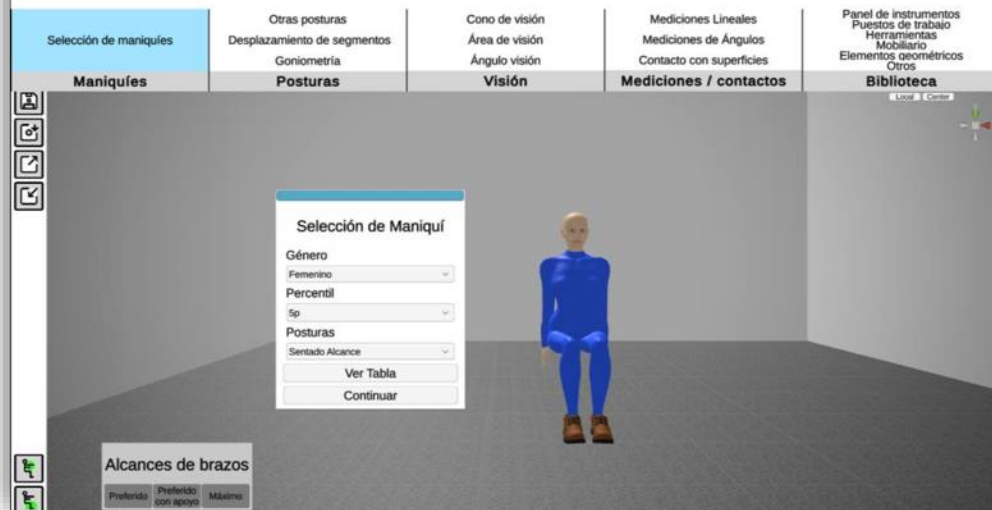 Selección de maniquíes
Maniquíes
Otras posturas
Desplazamiento de segmentos
Goniometría
Posturas
Cono de visión
Área de visión
Ángulo visión
Visión
Mediciones Lineales
Mediciones de Ángulos
Contacto con superficies
Mediciones / contactos
Panel de instrumentos
Puestos de trabajo
Herramientas
Mobiliario
Elementos geométricos
Otros
Biblioteca
Local
Center
Selección de Maniquí
Género
Femenino
Percentil
5p
Posturas
Sentado Alcance
Ver Tabla
Continuar
Alcances de brazos
Preferido
Preferido
con apoyo
Máximo